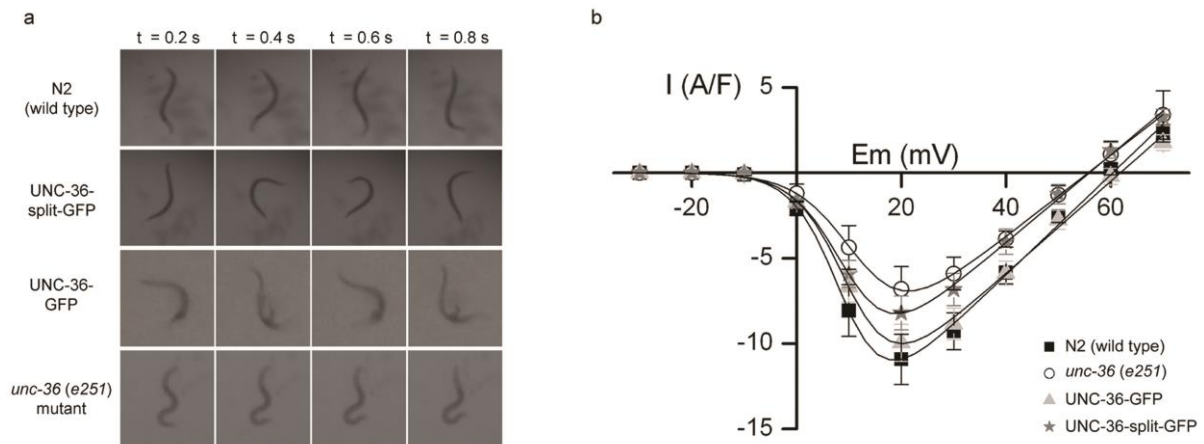 a
t = 0.2 s t = 0.4 s t = 0.6 s t = 0.8 s
N2
(wild type)
UNC-36-
split-GFP
UNC-36-
GFP
unc-36 (e251)
mutant
b
I (A/F)
Em (mV)
5
-5
-10
-15
-20 20 40 60
N2 (wild type)
unc-36 (e251)
UNC-36-GFP
UNC-36-split-GFP